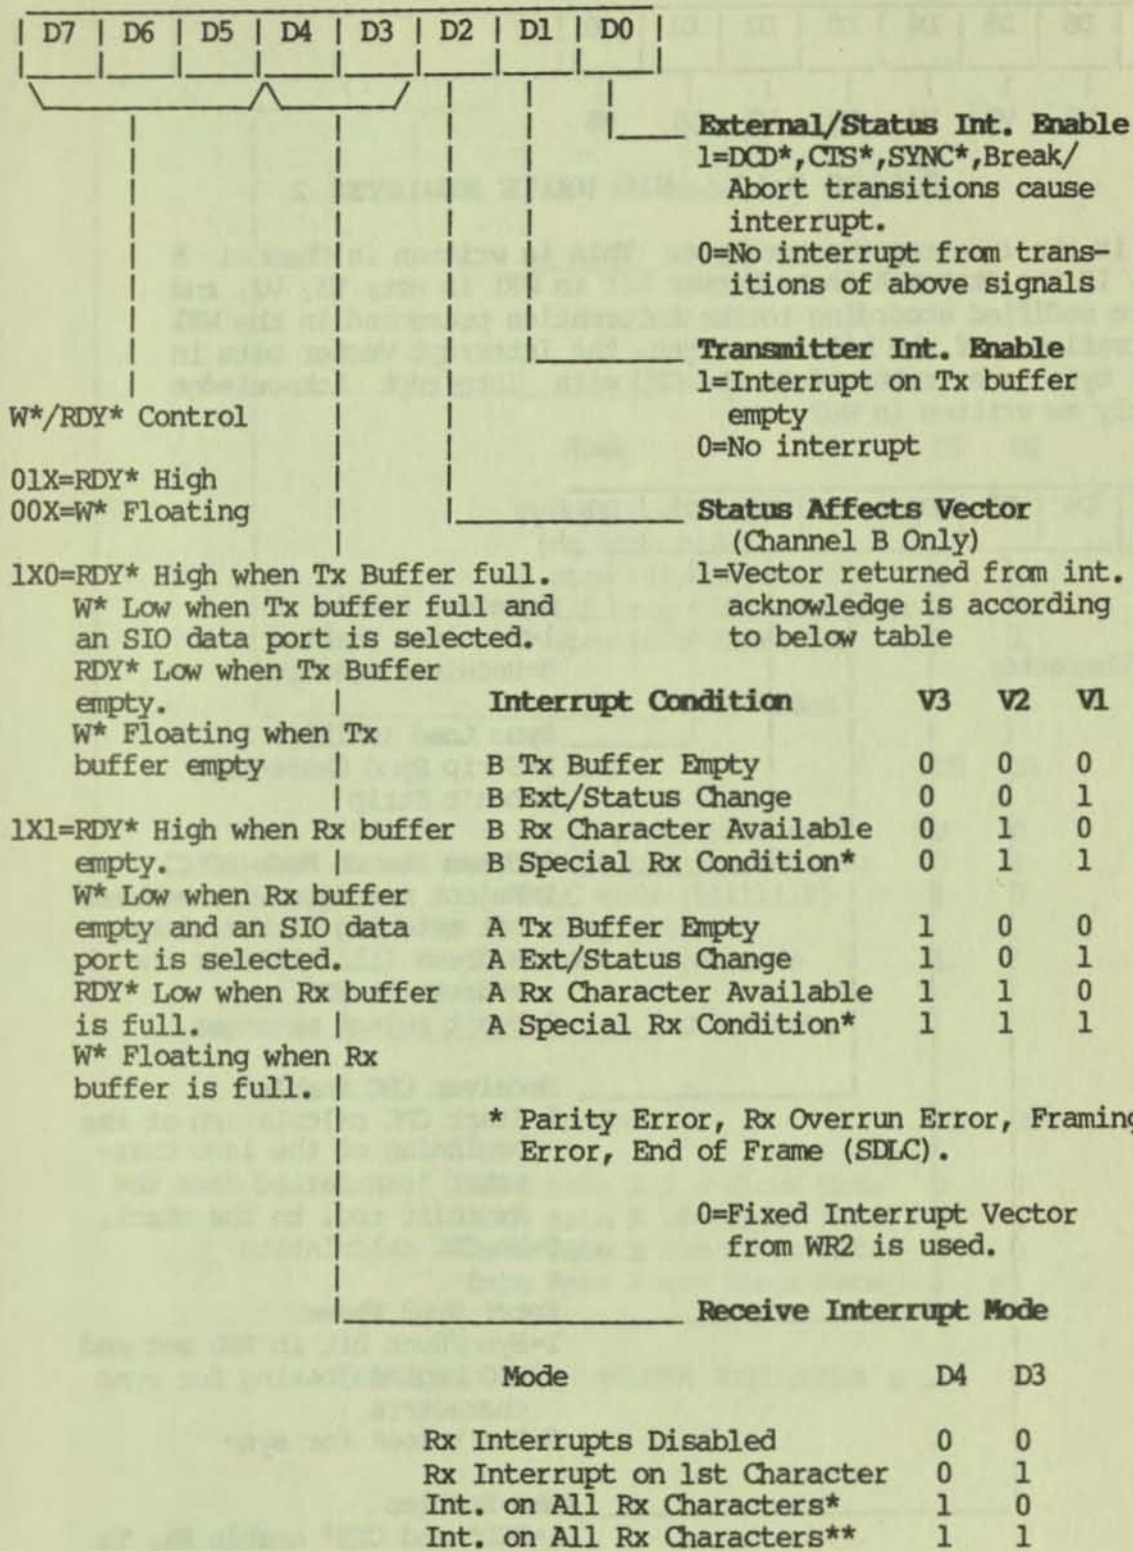 | D7 | D6 | D5 | D4 | D3 | D2 | D1 | D0 |
External/Status Int. Enable
1=DCD*,CTS*,SYNC*,Break/
Abort transitions cause
interrupt.
0=No interrupt from trans-
itions of above signals
Transmitter Int. Enable
1=Interrupt on Tx buffer
empty
0=No interrupt
W*/RDY* Control
01X=RDY* High
00X=W* Floating
Status Affects Vector
(Channel B Only)
1=Vector returned from int.
acknowledge is according
to below table
1X0=RDY* High when Tx Buffer full.
W* Low when Tx buffer full and
an SIO data port is selected.
RDY* Low when Tx Buffer
empty.
W* Floating when Tx
buffer empty
1X1=RDY* High when Rx buffer
empty.
W* Low when Rx buffer
empty and an SIO data
port is selected.
RDY* Low when Rx buffer
is full.
W* Floating when Rx
buffer is full.
Interrupt Condition V3 V2 V1
B Tx Buffer Empty 0 0 0
B Ext/Status Change 0 0 1
B Rx Character Available 0 1 0
B Special Rx Condition* 0 1 1
A Tx Buffer Empty 1 0 0
A Ext/Status Change 1 0 1
A Rx Character Available 1 1 0
A Special Rx Condition* 1 1 1
* Parity Error, Rx Overrun Error, Framing
Error, End of Frame (SDLC).
0=Fixed Interrupt Vector
from WR2 is used.
Receive Interrupt Mode
Mode D4 D3
Rx Interrupts Disabled 0 0
Rx Interrupt on 1st Character 0 1
Int. on All Rx Characters* 1 0
Int. on All Rx Characters** 1 1